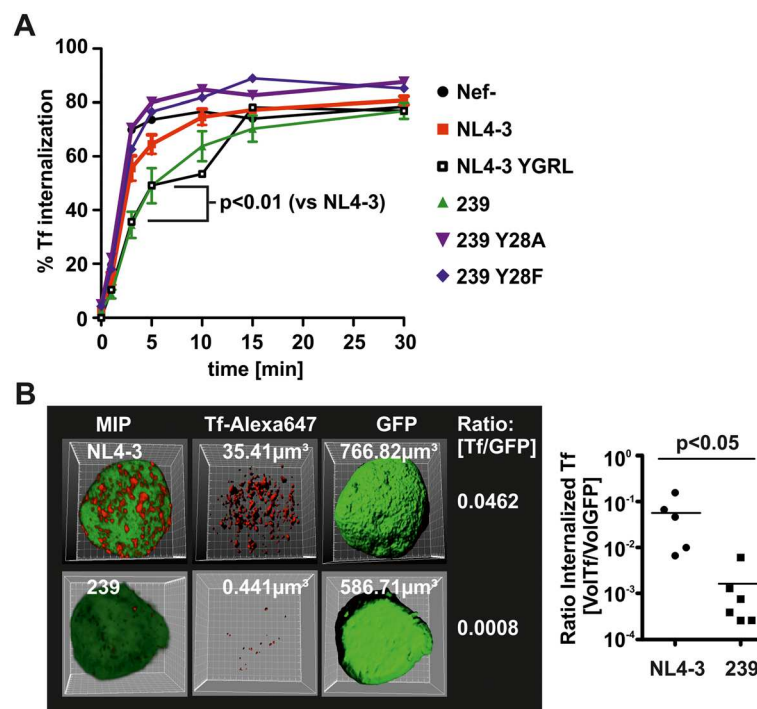 A
% Tf internalization
100
80
60
40
20
0
p<0.01 (vs NL4-3)
0 5 10 15 20 25 30
time [min]
Nef-
NL4-3
NL4-3 YGRL
239
239 Y28A
239 Y28F
B
MIP Tf-Alexa647 GFP Ratio:
[Tf/GFP]
NL4-3 35.41µm³ 766.82µm³
0.0462
239 0.441µm³ 586.71µm³
0.0008
p<0.05
Ratio Internalized Tf
[VolTf/VolGFP]
10⁰
10⁻¹
10⁻²
10⁻³
10⁻⁴
NL4-3 239